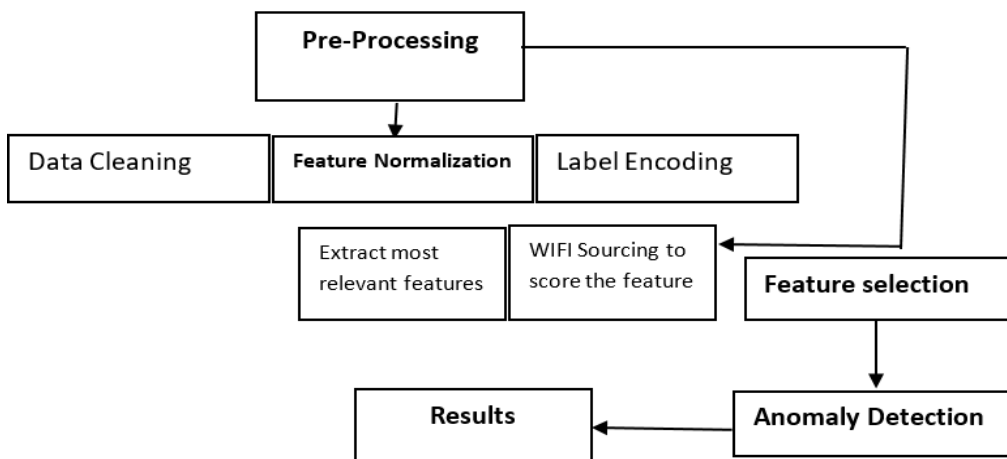 Pre-Processing
Data Cleaning
Feature Normalization
Label Encoding
Extract most
relevant features
WIFI Sourcing to
score the feature
Feature selection
Anomaly Detection
Results